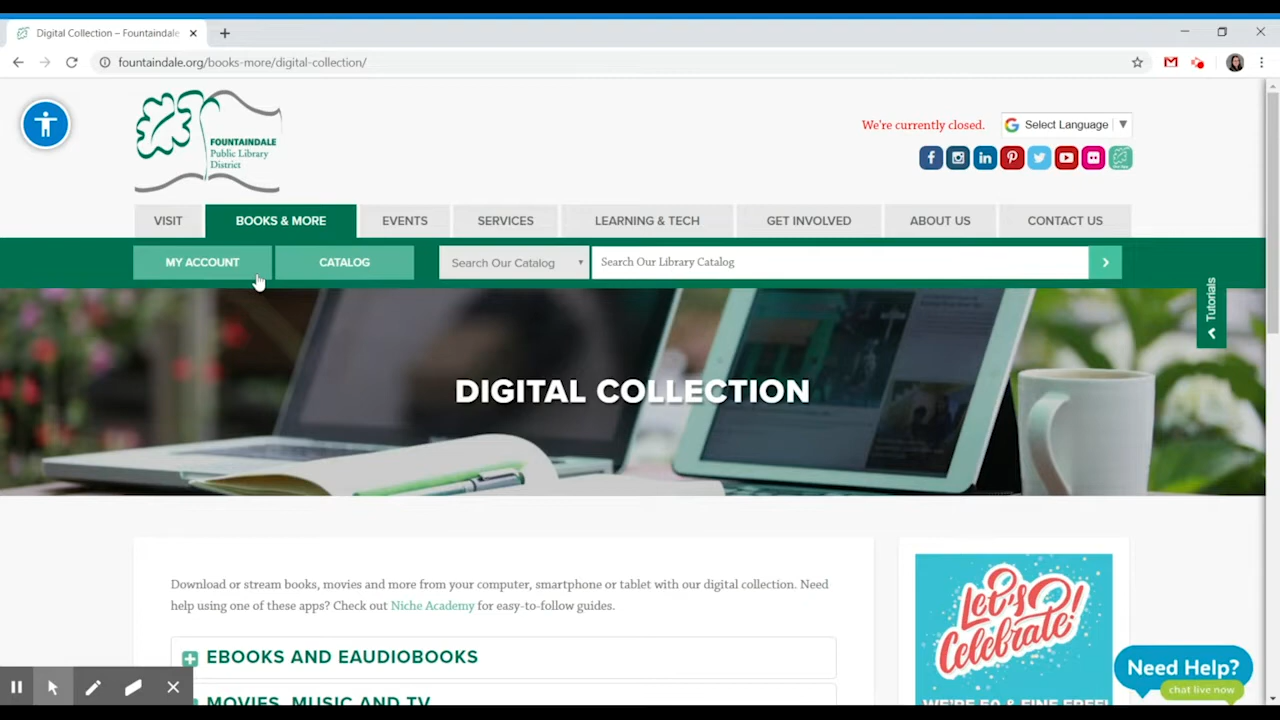 Digital Collection – Fountaindale
fountaindale.org/books-more/digital-collection/
FOUNTAINDALE
Public Library
District
We're currently closed.
Select Language
VISIT
BOOKS & MORE
EVENTS
SERVICES
LEARNING & TECH
GET INVOLVED
ABOUT US
CONTACT US
MY ACCOUNT
CATALOG
Search Our Catalog
Search Our Library Catalog
Tutorials
DIGITAL COLLECTION
Download or stream books, movies and more from your computer, smartphone or tablet with our digital collection. Need
help using one of these apps? Check out Niche Academy for easy-to-follow guides.
EBOOKS AND EAUDIOBOOKS
MOVIES, MUSIC AND TV
Let's
Celebrate!
WE'RE 50 & FINE FREE!
Need Help?
chat live now